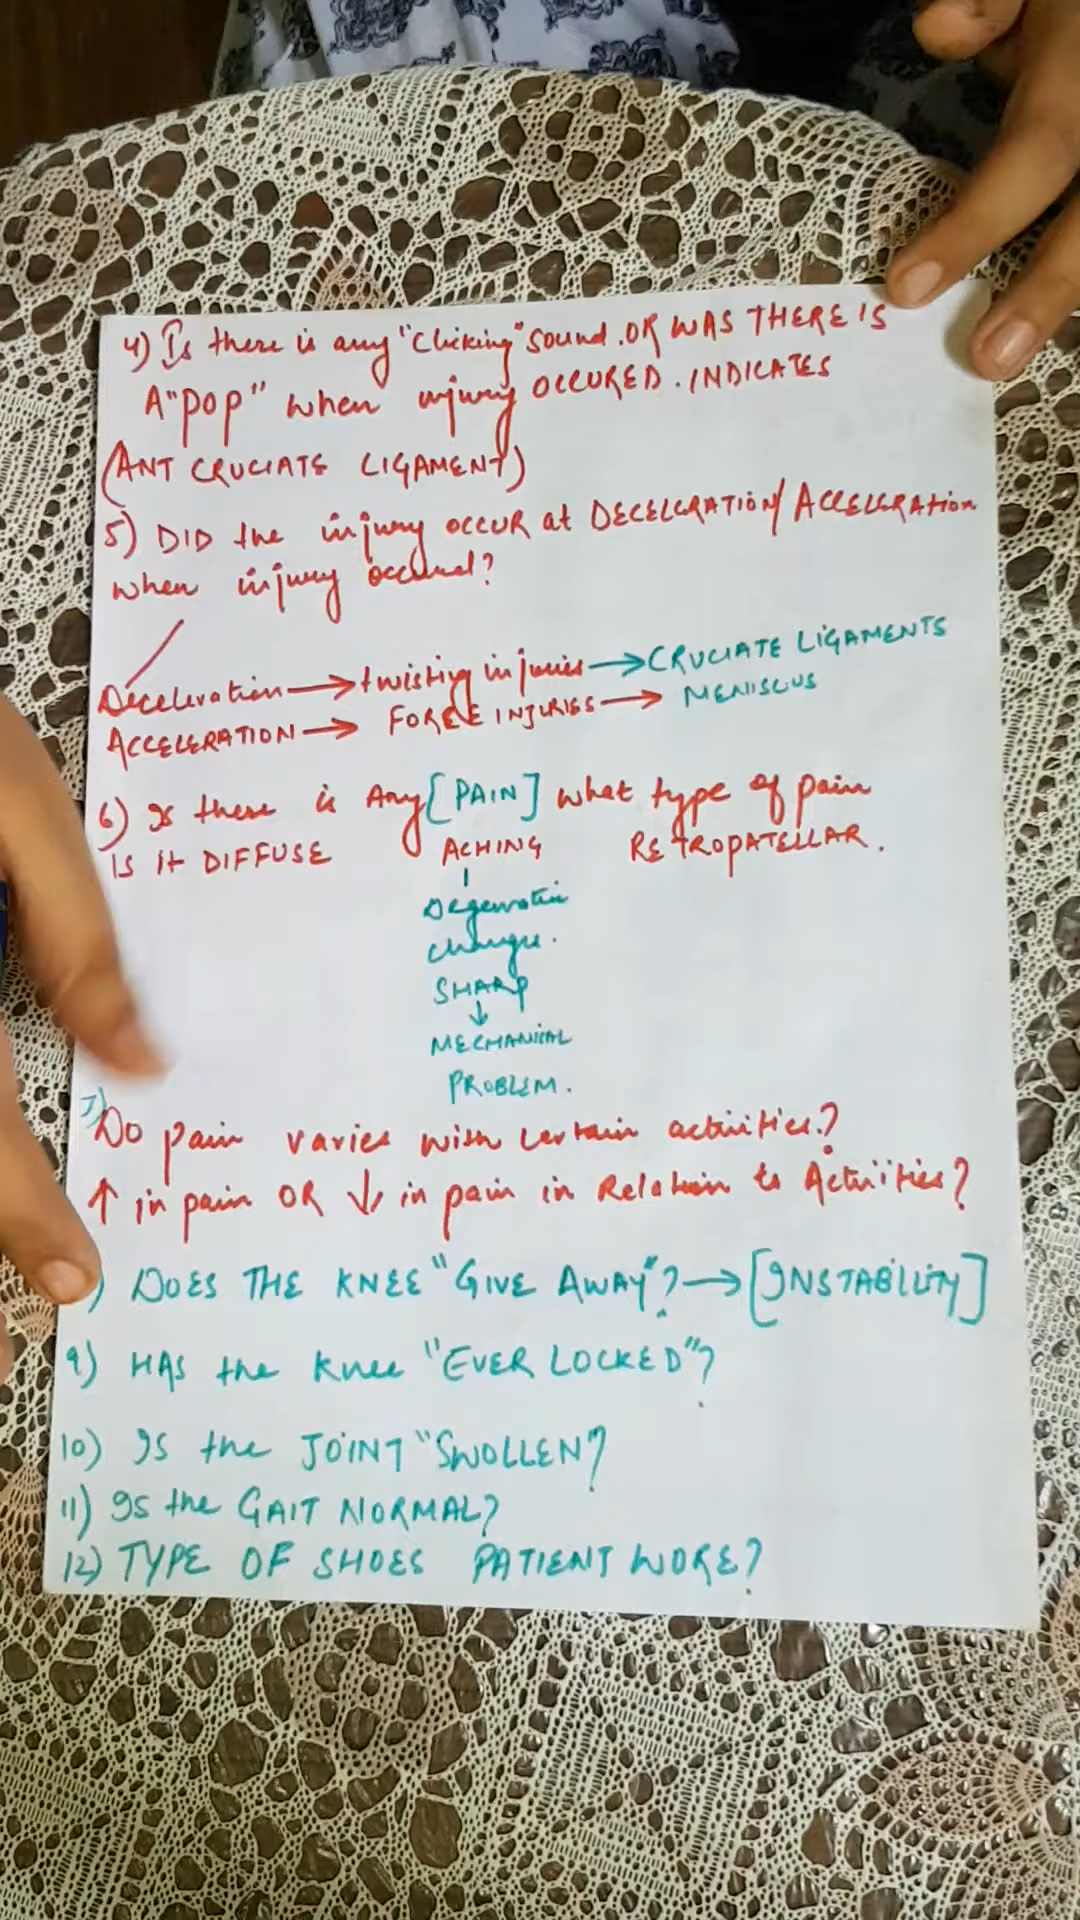 4) Is there is any "Clicking" sound. OR WAS THERE IS
A "POP" when injury OCCURED. INDICATES
(ANT CRUCIATE LIGAMENT)
5) DID the injury OCCUR at DECELERATION/ACCELERATION
when injury occured?
Deceleration → twisting injuries → CRUCIATE LIGAMENTS
ACCELERATION → FORCE INJURIES → MENISCUS
6) Is there is Any [PAIN] what type of pain
IS it DIFFUSE ACHING RETROPATELLAR.
changes.
SHARP
↓
MECHANICAL
PROBLEM.
7) Do pain varies with certain activities?
↑ in pain OR ↓ in pain in Relation to Activities?
) DOES THE KNEE "GIVE AWAY"? → [INSTABILITY]
9) HAS the knee "EVER LOCKED"?
10) IS the JOINT "SWOLLEN?
11) Is the GAIT NORMAL?
12) TYPE OF SHOES PATIENT WORE?